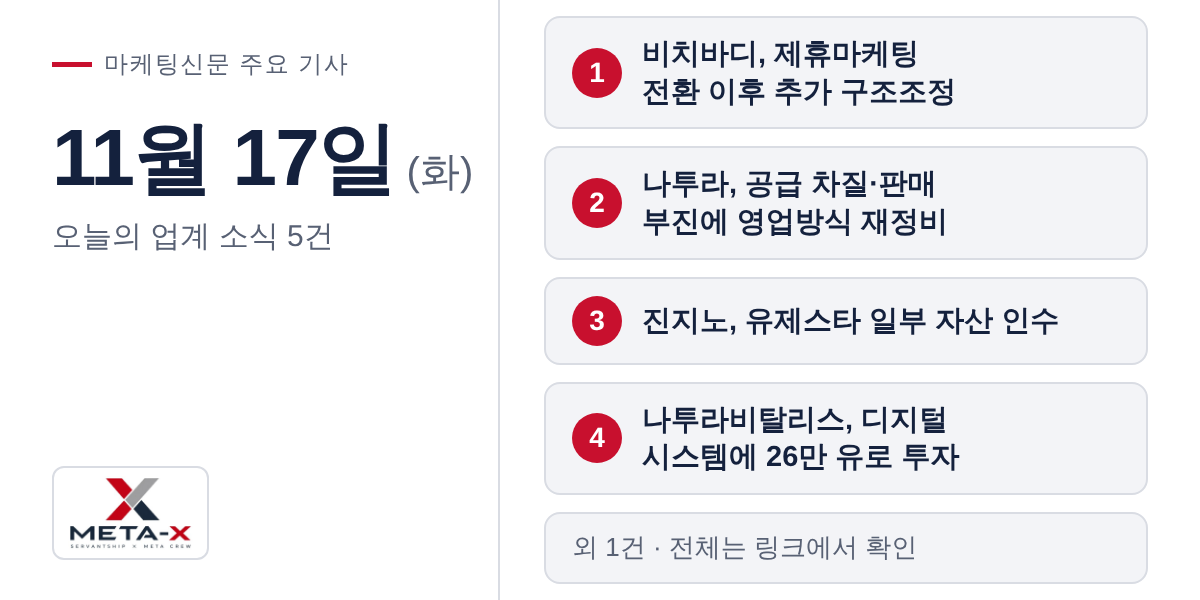 마케팅신문 주요 기사
11월 17일 (화)
오늘의 업계 소식 5건
META-X
SERVANTSHIP × META CREW
1
비치바디, 제휴마케팅
전환 이후 추가 구조조정
2
나투라, 공급 차질·판매
부진에 영업방식 재정비
3
진지노, 유제스타 일부 자산 인수
4
나투라비탈리스, 디지털
시스템에 26만 유로 투자
외 1건 · 전체는 링크에서 확인